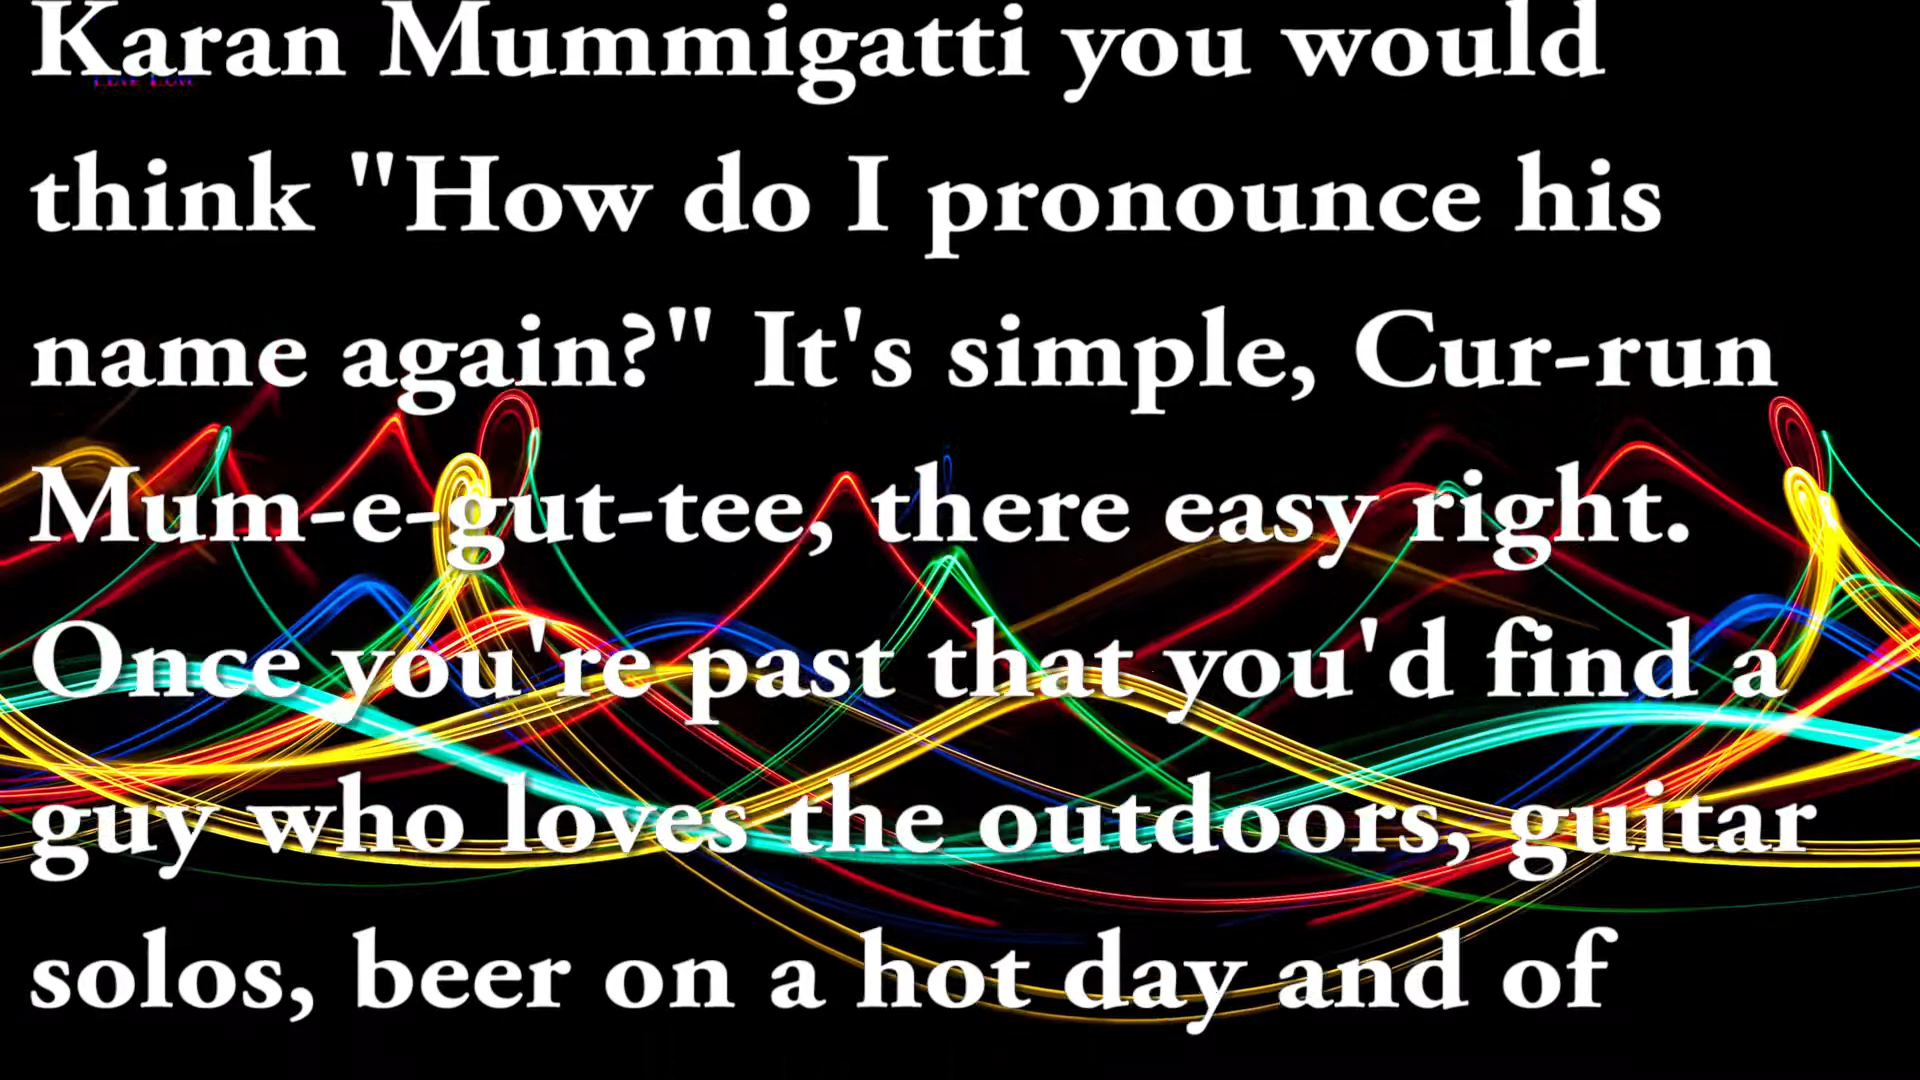 Karan Mummigatti you would
think "How do I pronounce his
name again?" It's simple, Cur-run
Mum-e-gut-tee, there easy right.
Once you're past that you'd find a
guy who loves the outdoors, guitar
solos, beer on a hot day and of